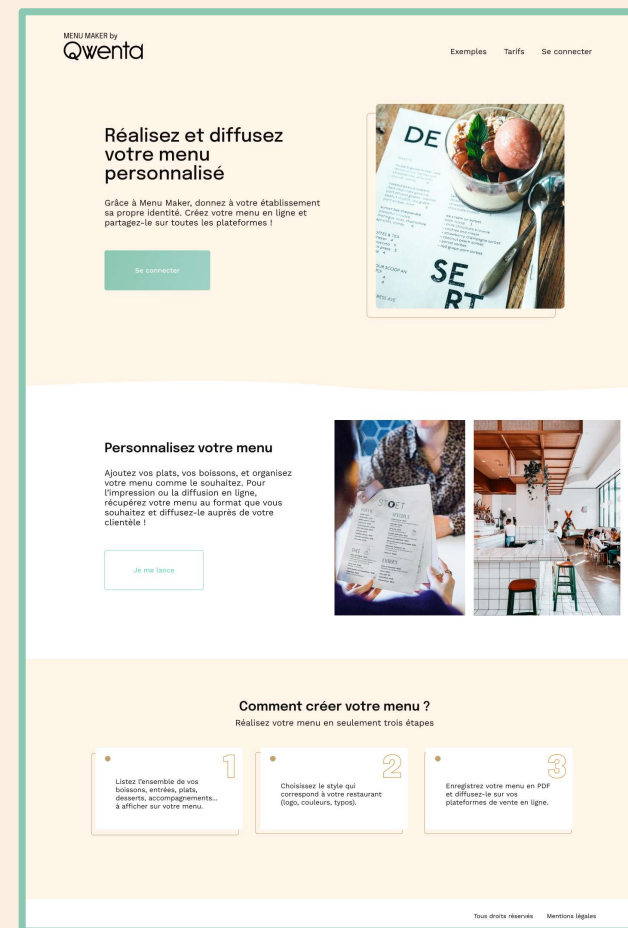 MENU MAKER by
Qwenta
Exemples Tarifs Se connecter
Réalisez et diffusez
votre menu
personnalisé
Grâce à Menu Maker, donnez à votre établissement
sa propre identité. Créez votre menu en ligne et
partagez-le sur toutes les plateformes !
Se connecter
DE
SE
RT
Personnalisez votre menu
Ajoutez vos plats, vos boissons, et organisez
votre menu comme le souhaitez. Pour
l'impression ou la diffusion en ligne,
récupérez votre menu au format que vous
souhaitez et diffusez-le auprès de votre
clientèle !
Je me lance
Comment créer votre menu ?
Réalisez votre menu en seulement trois étapes
1
Listez l'ensemble de vos
boissons, entrées, plats,
desserts, accompagnements...
à afficher sur votre menu.
2
Choisissez le style qui
correspond à votre restaurant
(logo, couleurs, typos).
3
Enregistrez votre menu en PDF
et diffusez-le sur vos
plateformes de vente en ligne.
Tous droits réservés Mentions légales